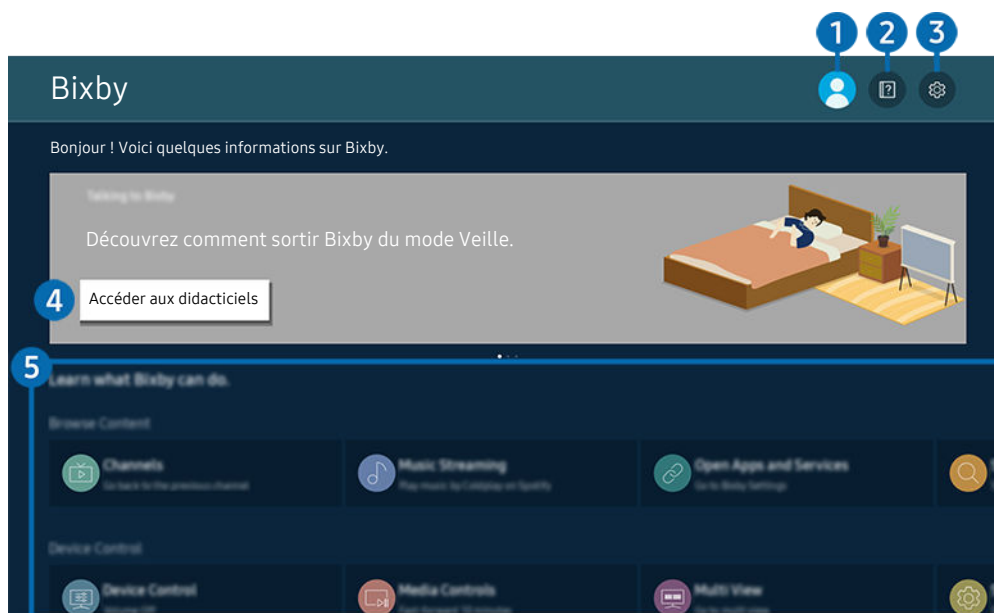 1 2 3
Bixby
Bonjour ! Voici quelques informations sur Bixby.
Talking to Bixby
Découvrez comment sortir Bixby du mode Veille.
4 Accéder aux didacticiels
5
Learn what Bixby can do.
Browse Content
Channels Music Streaming Open Apps and Services
Go back to the previous channel Play music by Coldplay on Spotify Go to Bixby Settings
Device Control
Device Control Media Controls Multi View